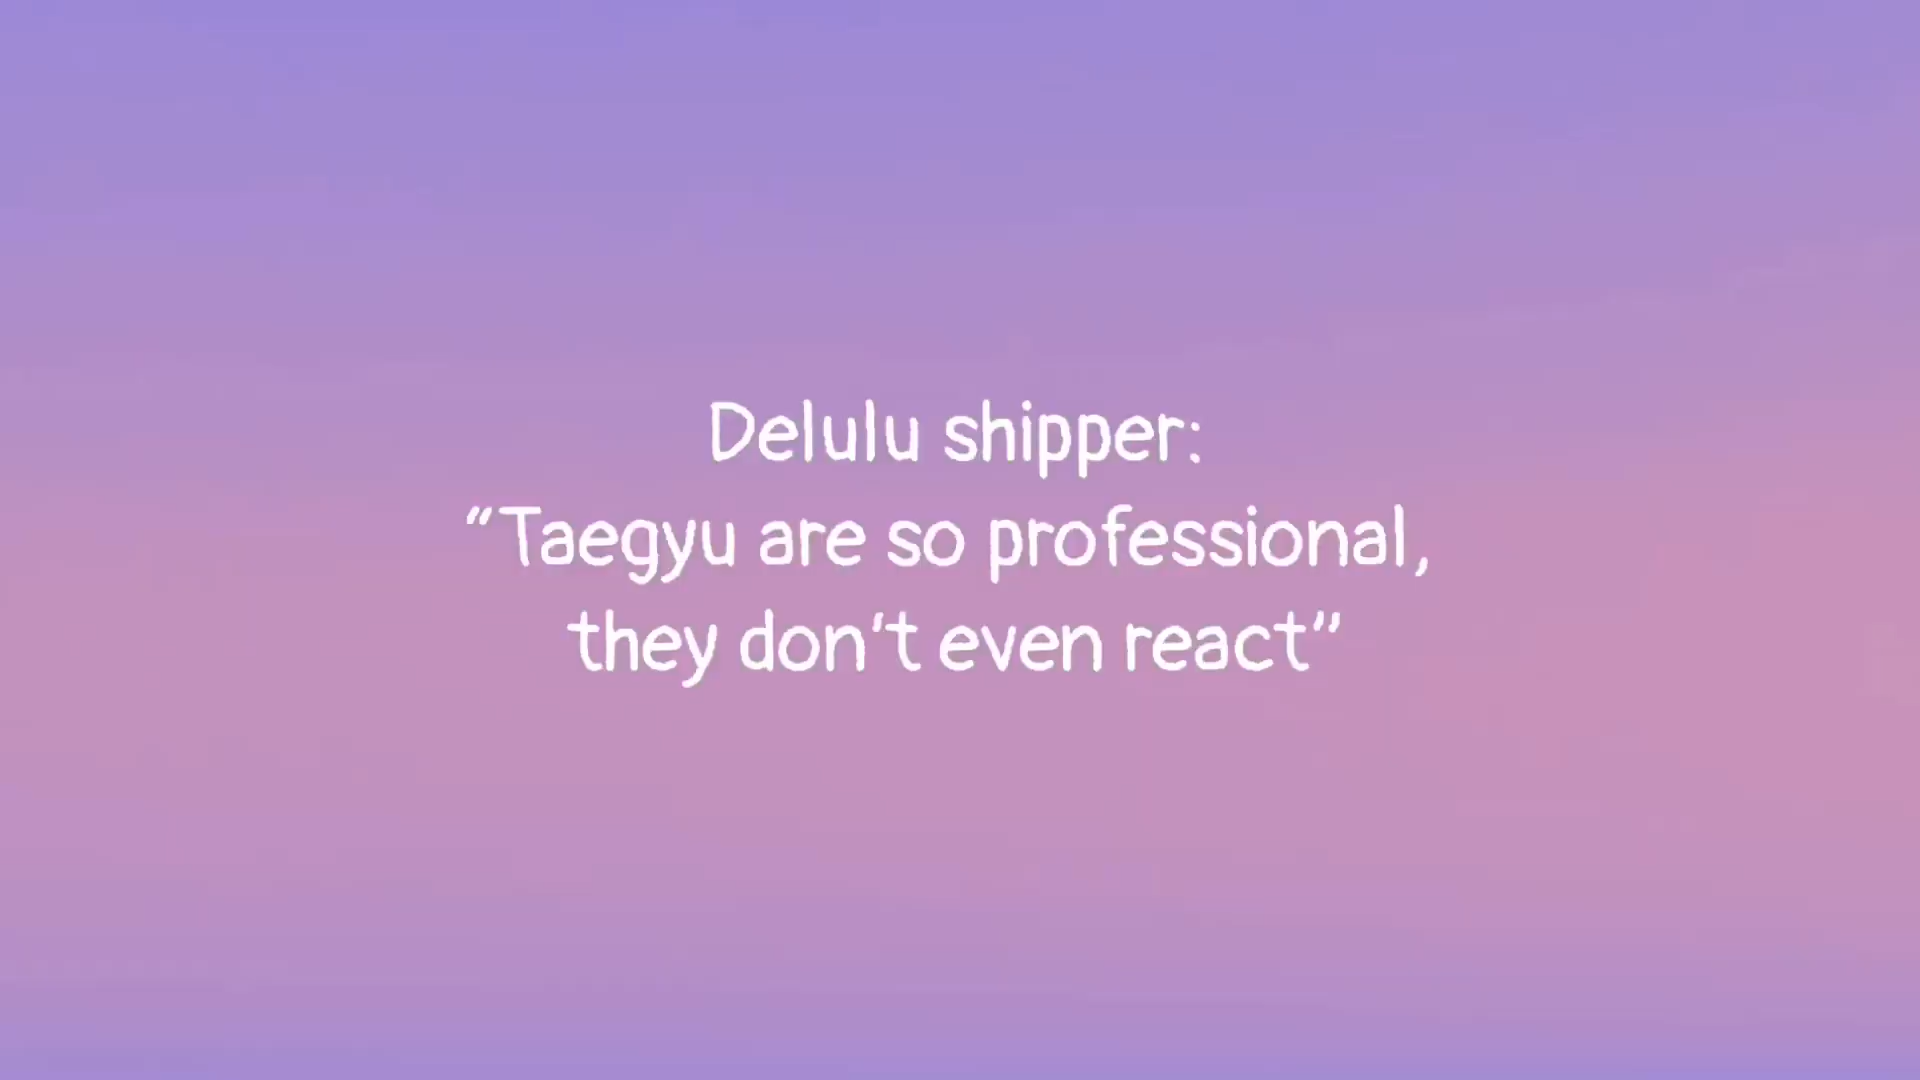 Delulu shipper:
“Taegyu are so professional,
they don’t even react”